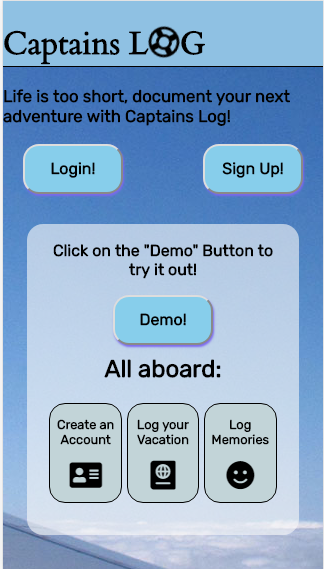 Captains LOG
Life is too short, document your next
adventure with Captains Log!
Login!
Sign Up!
Click on the "Demo" Button to
try it out!
Demo!
All aboard:
Create an
Account
Log your
Vacation
Log
Memories